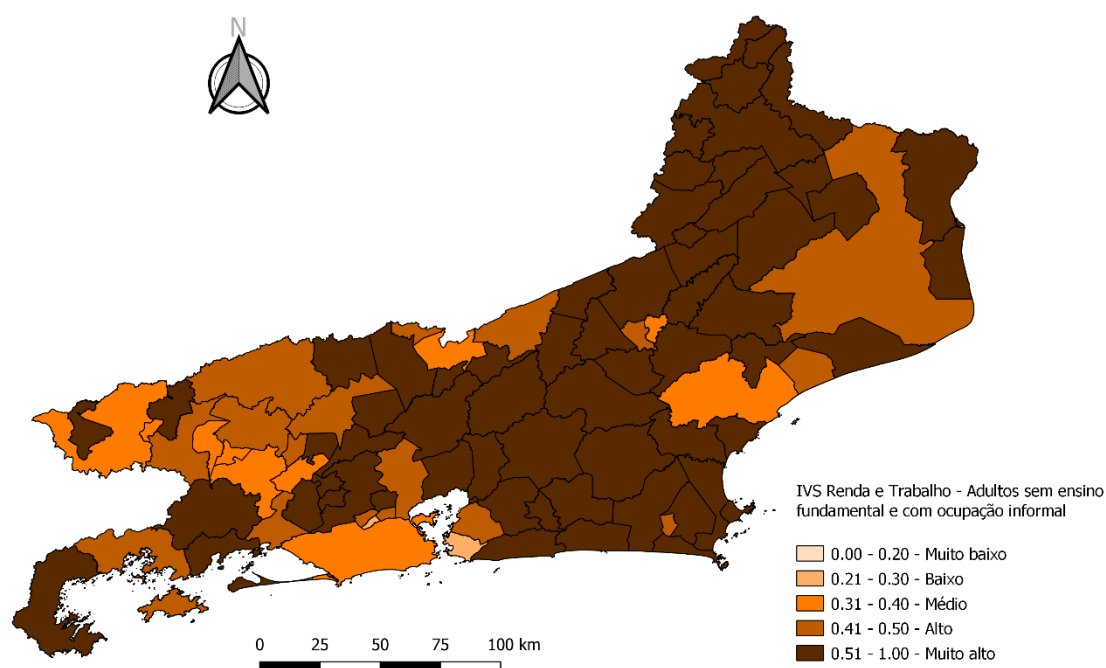 N
IVS Renda e Trabalho - Adultos sem ensino
fundamental e com ocupação informal
0.00 - 0.20 - Muito baixo
0.21 - 0.30 - Baixo
0.31 - 0.40 - Médio
0.41 - 0.50 - Alto
0.51 - 1.00 - Muito alto
0 25 50 75 100 km